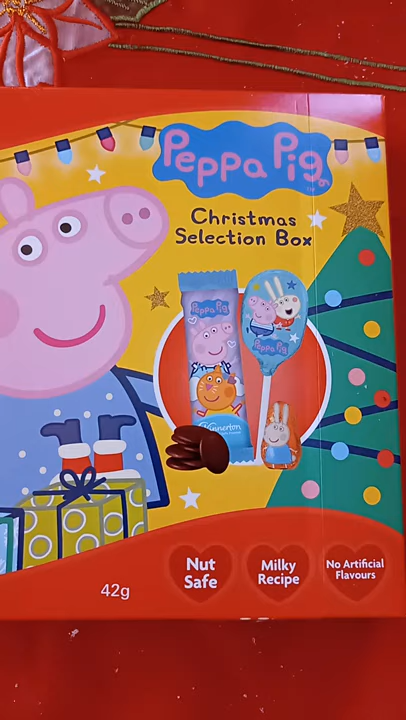 Peppa Pig
Christmas
Selection Box
Peppa Pig
Peppa Pig
Kinnerton
42g
Nut
Safe
Milky
Recipe
No Artificial
Flavours